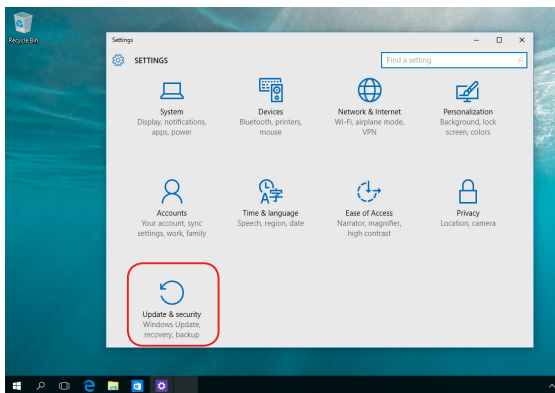 Recycle Bin
Settings
SETTINGS
Find a setting
System
Display, notifications,
apps, power
Devices
Bluetooth, printers,
mouse
Network & Internet
Wi-Fi, airplane mode,
VPN
Personalization
Background, lock
screen, colors
Accounts
Your account, sync
settings, work, family
Time & language
Speech, region, date
Ease of Access
Narrator, magnifier,
high contrast
Privacy
Location, camera
Update & security
Windows Update,
recovery, backup